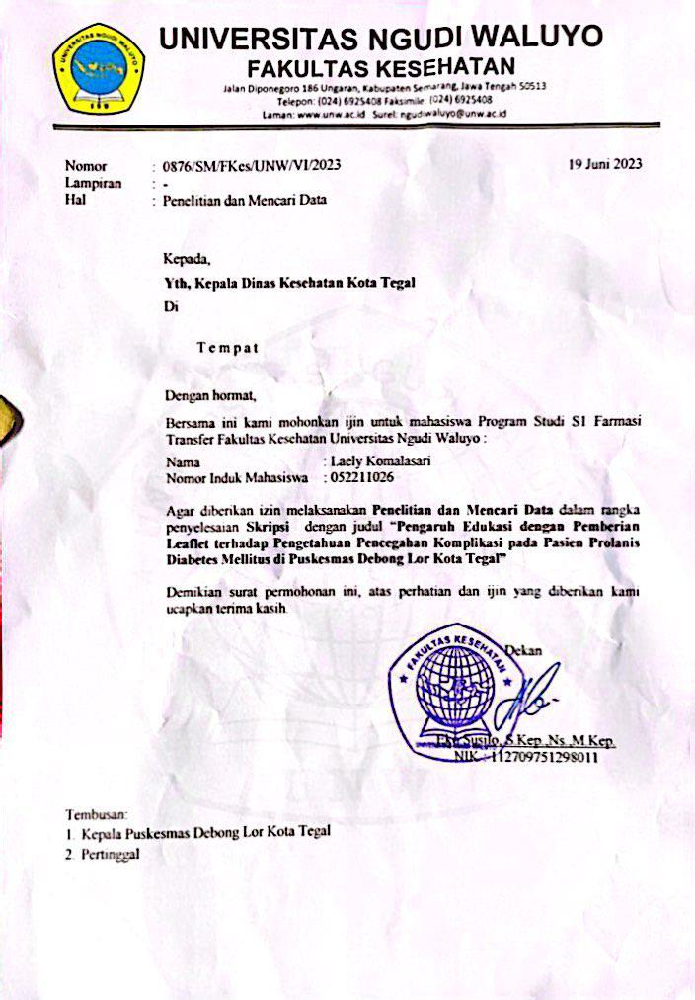 UNIVERSITAS NGUDI WALUYO
UNIVERSITAS NGUDI WALUYO
FAKULTAS KESEHATAN
Jalan Diponegoro 186 Ungaran, Kabupaten Semarang, Jawa Tengah 50513
Telepon: (024) 6925408 Faksimile: (024) 6925408
Laman: www.unw.ac.id Surel: ngudiwaluyo@unw.ac.id
Nomor : 0876/SM/FKes/UNW/VI/2023 19 Juni 2023
Lampiran : -
Hal : Penelitian dan Mencari Data
Kepada,
Yth, Kepala Dinas Kesehatan Kota Tegal
Di
Tempat
Dengan hormat,
Bersama ini kami mohonkan ijin untuk mahasiswa Program Studi S1 Farmasi
Transfer Fakultas Kesehatan Universitas Ngudi Waluyo :
Nama : Laely Komalasari
Nomor Induk Mahasiswa : 052211026
Agar diberikan izin melaksanakan Penelitian dan Mencari Data dalam rangka
penyelesaian Skripsi dengan judul “Pengaruh Edukasi dengan Pemberian
Leaflet terhadap Pengetahuan Pencegahan Komplikasi pada Pasien Prolanis
Diabetes Mellitus di Puskesmas Debong Lor Kota Tegal”
Demikian surat permohonan ini, atas perhatian dan ijin yang diberikan kami
ucapkan terima kasih.
FAKULTAS KESEHATAN
Dekan
Eko Susilo, S.Kep.,Ns.,M.Kep.
NIK : 112709751298011
Tembusan:
1. Kepala Puskesmas Debong Lor Kota Tegal
2. Pertinggal